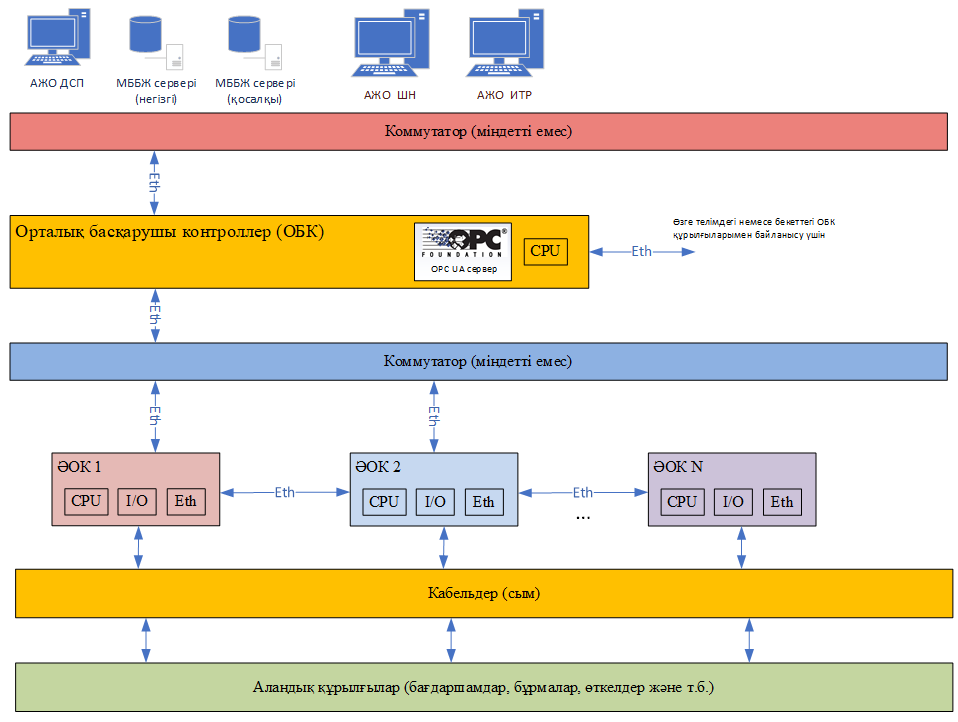 АЖО ДСП
МББЖ сервері
(негізгі)
МББЖ сервері
(қосалқы)
АЖО ШН
АЖО ИТР
Коммутатор (міндетті емес)
Eth
Орталық басқарушы контроллер (ОБК)
OPC®
FOUNDATION
OPC UA сервер
CPU
Eth
Өзге телімдегі немесе бекеттегі ОБК
құрылғыларымен байланысу үшін
Eth
Коммутатор (міндетті емес)
Eth
Eth
ӘОК 1
CPU
I/O
Eth
Eth
ӘОК 2
CPU
I/O
Eth
Eth
...
ӘОК N
CPU
I/O
Eth
Кабельдер (сым)
Аландық құрылғылар (бағдаршамдар, бұрмалар, өткелдер және т.б.)